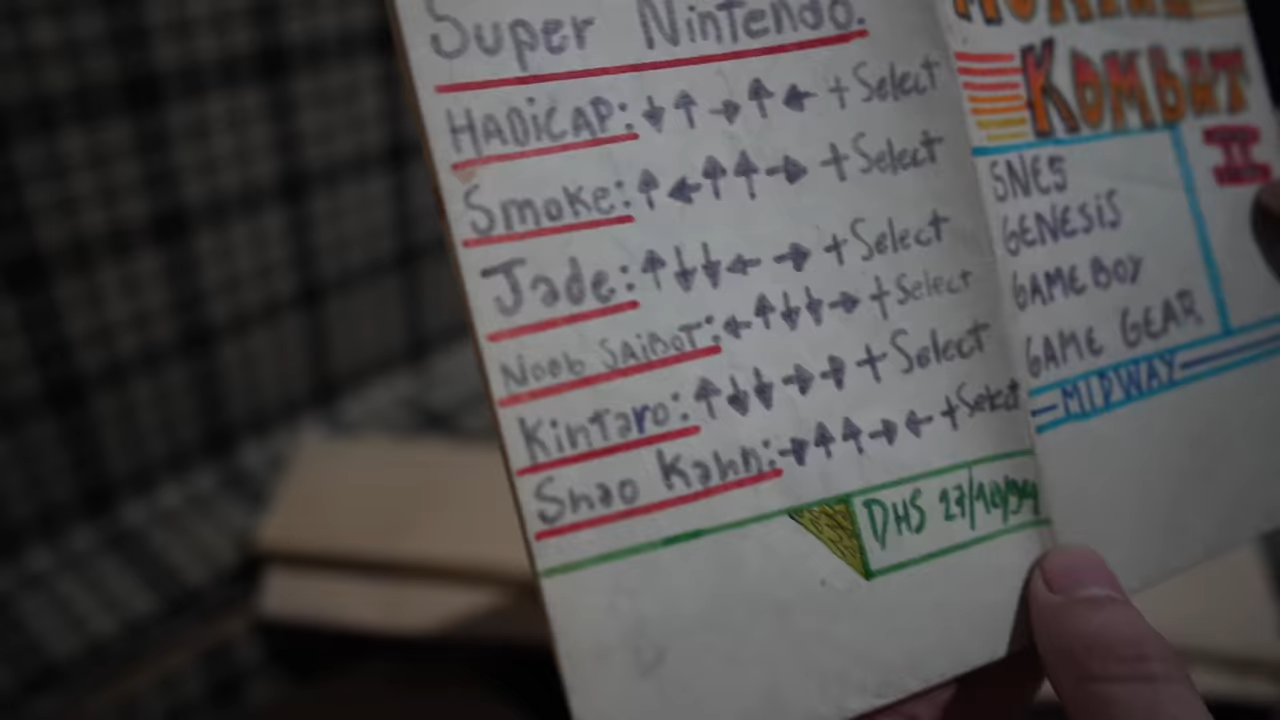 Super Nintendo.
HADiCAP: ↓ ↑ → ↑ ← + Select
Smoke: ↑ ← ↑ ↑ → + Select
Jade: ↑ ↓ ↓ ← → + Select
Noob SAiBOT: ← ↑ ↓ ↓ → + Select
Kintaro: ↑ ↓ ↓ → → + Select
Shao Kahn: → ↑ ↑ → ← + Select
DHS 27/10/94
KOMBAT
II
SNES
GENESiS
GAME BOY
GAME GEAR
MIDWAY